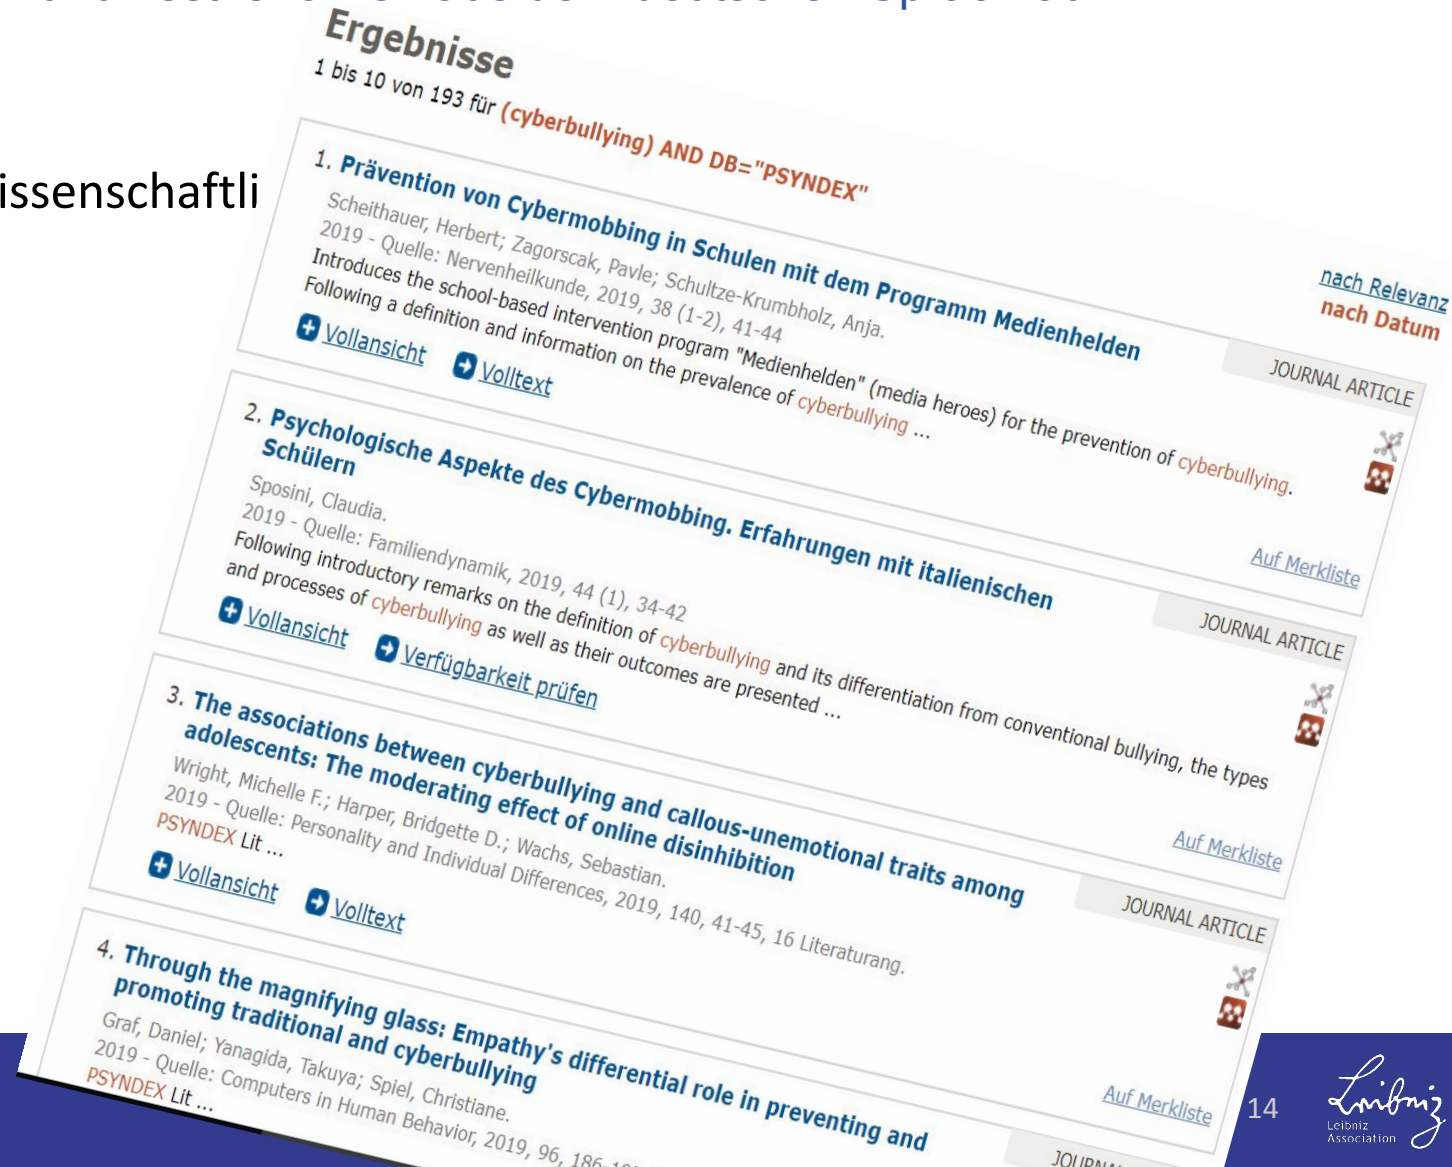 Ergebnisse
1 bis 10 von 193 für (cyberbullying) AND DB="PSYNDEX"
issenschaftli
nach Relevanz
nach Datum
JOURNAL ARTICLE
1. Prävention von Cybermobbing in Schulen mit dem Programm Medienhelden
Scheithauer, Herbert; Zagorscak, Pavle; Schultze-Krumbholz, Anja.
2019 - Quelle: Nervenheilkunde, 2019, 38 (1-2), 41-44
Introduces the school-based intervention program "Medienhelden" (media heroes) for the prevention of cyberbullying.
Following a definition and information on the prevalence of cyberbullying ...
Vollansicht Volltext
Auf Merkliste
JOURNAL ARTICLE
2. Psychologische Aspekte des Cybermobbing. Erfahrungen mit italienischen
Schülern
Sposini, Claudia.
2019 - Quelle: Familiendynamik, 2019, 44 (1), 34-42
Following introductory remarks on the definition of cyberbullying and its differentiation from conventional bullying, the types
and processes of cyberbullying as well as their outcomes are presented ...
Vollansicht Verfügbarkeit prüfen
Auf Merkliste
JOURNAL ARTICLE
3. The associations between cyberbullying and callous-unemotional traits among
adolescents: The moderating effect of online disinhibition
Wright, Michelle F.; Harper, Bridgette D.; Wachs, Sebastian.
2019 - Quelle: Personality and Individual Differences, 2019, 140, 41-45, 16 Literaturang.
PSYNDEX Lit ...
Vollansicht Volltext
Auf Merkliste
4. Through the magnifying glass: Empathy's differential role in preventing and
promoting traditional and cyberbullying
Graf, Daniel; Yanagida, Takuya; Spiel, Christiane.
2019 - Quelle: Computers in Human Behavior, 2019, 96,
PSYNDEX Lit ...
14
Leibniz
Leibniz
Association